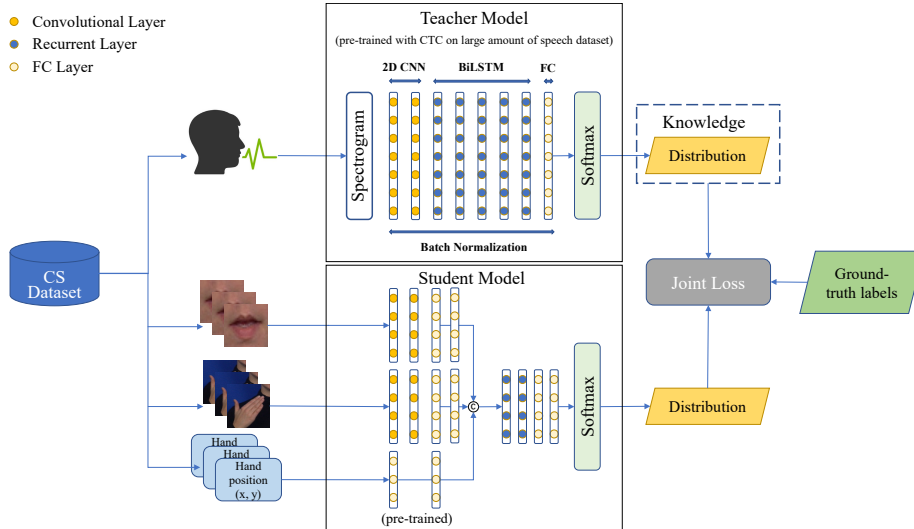 Convolutional Layer
Recurrent Layer
FC Layer
Teacher Model
(pre-trained with CTC on large amount of speech dataset)
2D CNN
BiLSTM
FC
Spectrogram
Softmax
Batch Normalization
Knowledge
Distribution
CS
Dataset
Joint Loss
Ground-
truth labels
Student Model
C
Softmax
Distribution
Hand
Hand
Hand
position
(x, y)
(pre-trained)